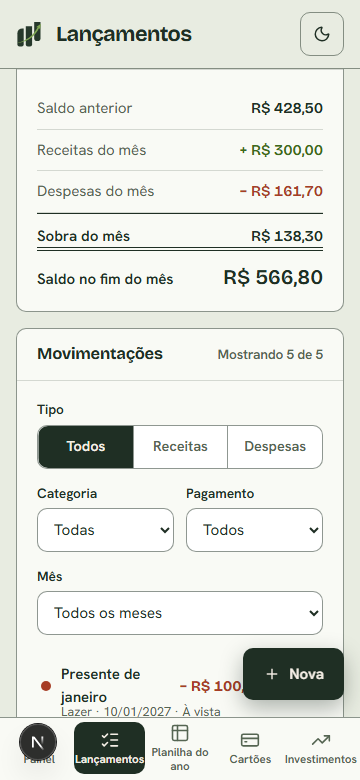 Lançamentos
Saldo anterior R$ 428,50
Receitas do mês + R$ 300,00
Despesas do mês − R$ 161,70
Sobra do mês R$ 138,30
Saldo no fim do mês R$ 566,80
Movimentações Mostrando 5 de 5
Tipo
Todos Receitas Despesas
Categoria Pagamento
Todas Todos
Mês
Todos os meses
Presente de
janeiro
− R$ 100,
+ Nova
Lazer · 10/01/2027 · À vista
N
Lançamentos
Planilha do
ano
Cartões
Investimentos